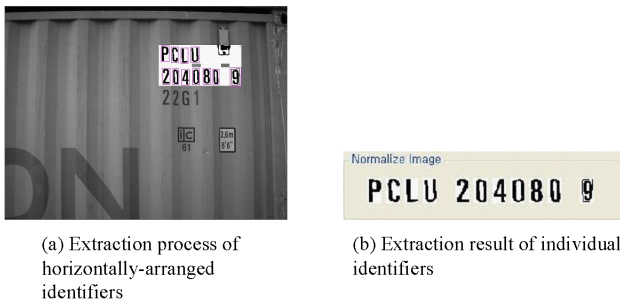 PCLU
204080 9
22G1
ic
61
2,6m
8'6"
ON
(a) Extraction process of
horizontally-arranged
identifiers
Normalize Image
PCLU 204080 9
(b) Extraction result of individual
identifiers